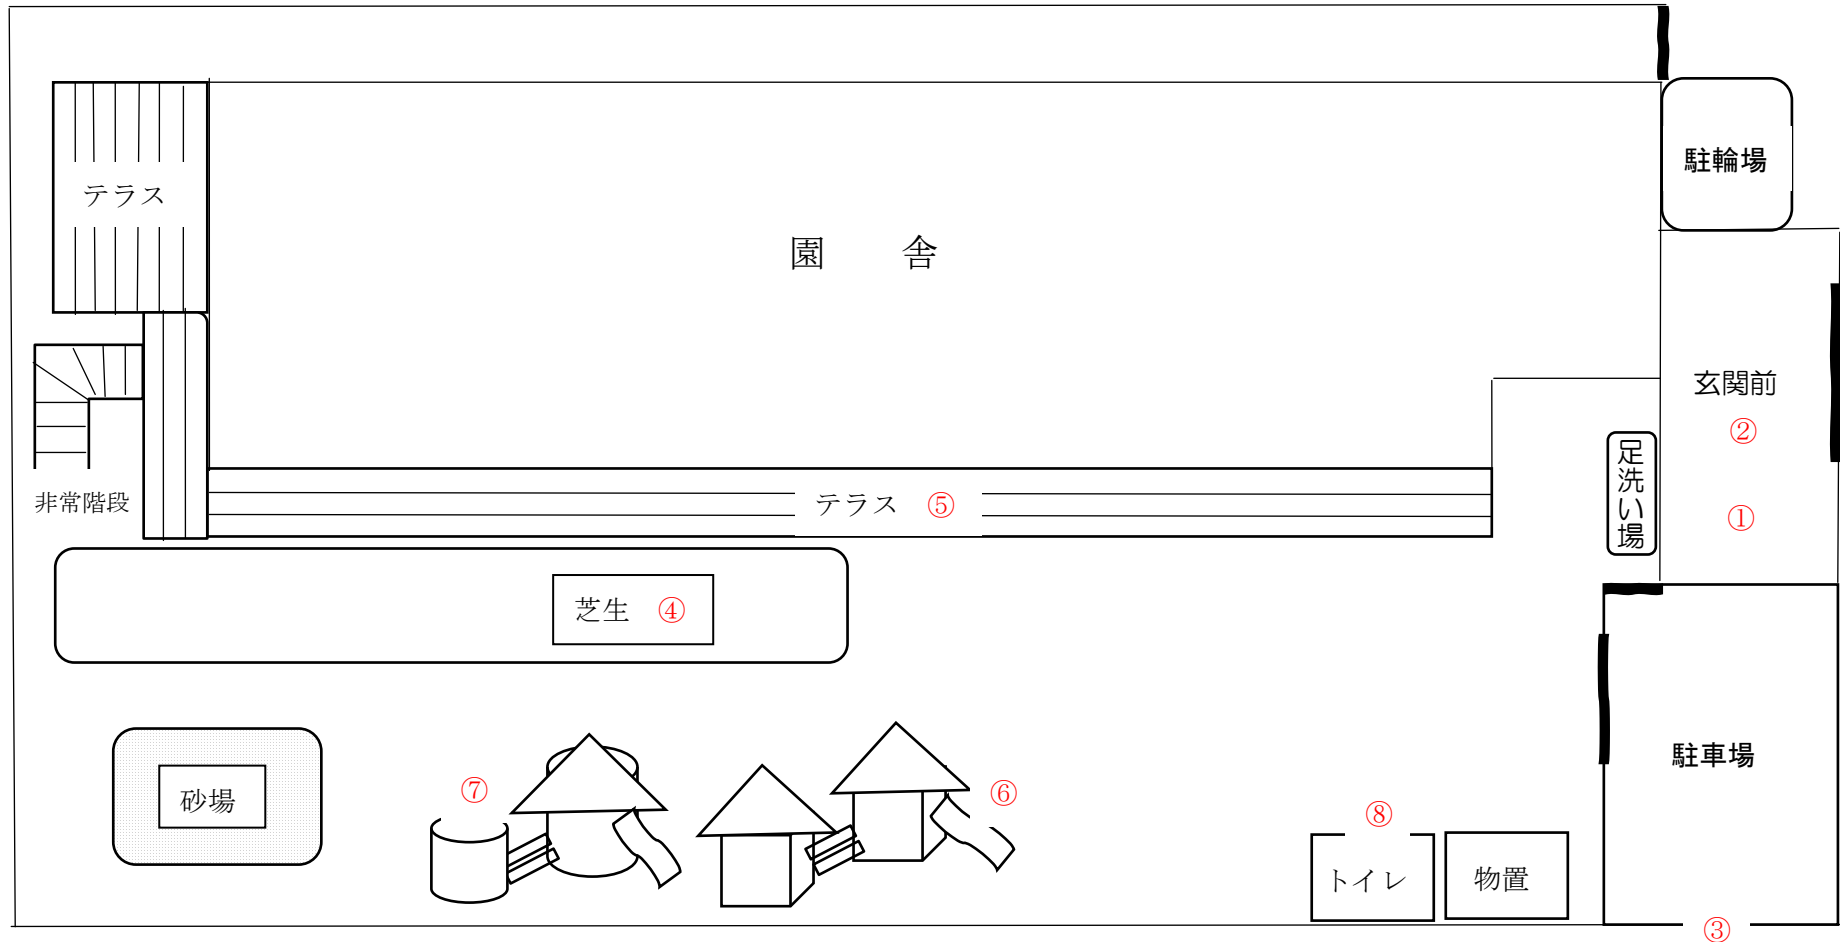 駐輪場
テラス
園 舎
玄関前
②
足洗い場
①
非常階段
テラス ⑤
芝生 ④
砂場
⑦
⑥
⑧
駐車場
トイレ
物置
③